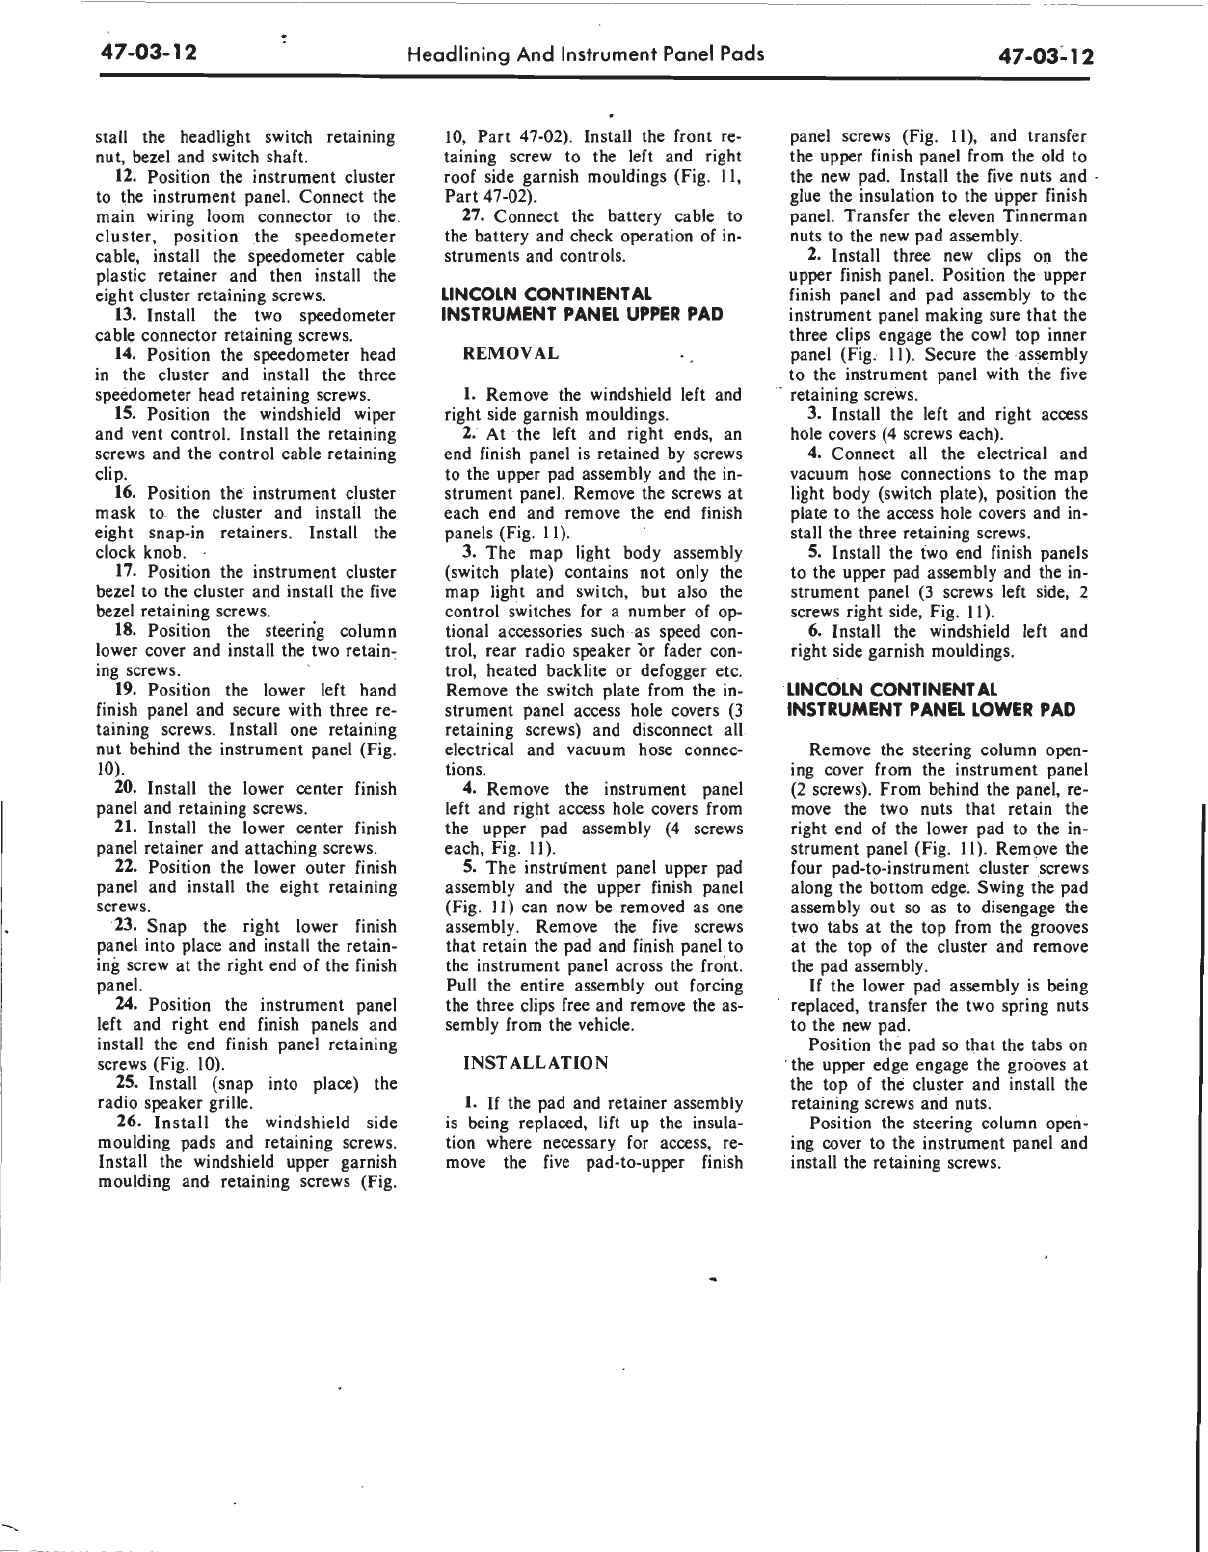 47-03-12
Headlining And Instrument Panel Pads
47-03-12
stall the headlight switch retaining
nut, bezel and switch shaft.
12. Position the instrument cluster
to the instrument panel. Connect the
main wiring loom connector to the
cluster, position the speedometer
cable, install the speedometer cable
plastic retainer and then install the
eight cluster retaining screws.
13. Install the two speedometer
cable connector retaining screws.
14. Position the speedometer head
in the cluster and install the three
speedometer head retaining screws.
15. Position the windshield wiper
and vent control. Install the retaining
screws and the control cable retaining
clip.
16. Position the instrument cluster
mask to the cluster and install the
eight snap-in retainers. Install the
clock knob.
17. Position the instrument cluster
bezel to the cluster and install the five
bezel retaining screws.
18. Position the steering column
lower cover and install the two retain-
ing screws.
19. Position the lower left hand
finish panel and secure with three re-
taining screws. Install one retaining
nut behind the instrument panel (Fig.
10).
20. Install the lower center finish
panel and retaining screws.
21. Install the lower center finish
panel retainer and attaching screws.
22. Position the lower outer finish
panel and install the eight retaining
screws.
23. Snap the right lower finish
panel into place and install the retain-
ing screw at the right end of the finish
panel.
24. Position the instrument panel
left and right end finish panels and
install the end finish panel retaining
screws (Fig. 10).
25. Install (snap into place) the
radio speaker grille.
26. Install the windshield side
moulding pads and retaining screws.
Install the windshield upper garnish
moulding and retaining screws (Fig.
10, Part 47-02). Install the front re-
taining screw to the left and right
roof side garnish mouldings (Fig. 11,
Part 47-02).
27. Connect the battery cable to
the battery and check operation of in-
struments and controls.
LINCOLN CONTINENTAL
INSTRUMENT PANEL UPPER PAD
REMOVAL
1. Remove the windshield left and
right side garnish mouldings.
2. At the left and right ends, an
end finish panel is retained by screws
to the upper pad assembly and the in-
strument panel. Remove the screws at
each end and remove the end finish
panels (Fig. 11).
3. The map light body assembly
(switch plate) contains not only the
map light and switch, but also the
control switches for a number of op-
tional accessories such as speed con-
trol, rear radio speaker or fader con-
trol, heated backlite or defogger etc.
Remove the switch plate from the in-
strument panel access hole covers (3
retaining screws) and disconnect all
electrical and vacuum hose connec-
tions.
4. Remove the instrument panel
left and right access hole covers from
the upper pad assembly (4 screws
each, Fig. 11).
5. The instrument panel upper pad
assembly and the upper finish panel
(Fig. 11) can now be removed as one
assembly. Remove the five screws
that retain the pad and finish panel to
the instrument panel across the front.
Pull the entire assembly out forcing
the three clips free and remove the as-
sembly from the vehicle.
INSTALLATION
1. If the pad and retainer assembly
is being replaced, lift up the insula-
tion where necessary for access, re-
move the five pad-to-upper finish
panel screws (Fig. 11), and transfer
the upper finish panel from the old to
the new pad. Install the five nuts and
glue the insulation to the upper finish
panel. Transfer the eleven Tinnerman
nuts to the new pad assembly.
2. Install three new clips on the
upper finish panel. Position the upper
finish panel and pad assembly to the
instrument panel making sure that the
three clips engage the cowl top inner
panel (Fig. 11). Secure the assembly
to the instrument panel with the five
retaining screws.
3. Install the left and right access
hole covers (4 screws each).
4. Connect all the electrical and
vacuum hose connections to the map
light body (switch plate), position the
plate to the access hole covers and in-
stall the three retaining screws.
5. Install the two end finish panels
to the upper pad assembly and the in-
strument panel (3 screws left side, 2
screws right side, Fig. 11).
6. Install the windshield left and
right side garnish mouldings.
LINCOLN CONTINENTAL
INSTRUMENT PANEL LOWER PAD
Remove the steering column open-
ing cover from the instrument panel
(2 screws). From behind the panel, re-
move the two nuts that retain the
right end of the lower pad to the in-
strument panel (Fig. 11). Remove the
four pad-to-instrument cluster screws
along the bottom edge. Swing the pad
assembly out so as to disengage the
two tabs at the top from the grooves
at the top of the cluster and remove
the pad assembly.
If the lower pad assembly is being
replaced, transfer the two spring nuts
to the new pad.
Position the pad so that the tabs on
the upper edge engage the grooves at
the top of the cluster and install the
retaining screws and nuts.
Position the steering column open-
ing cover to the instrument panel and
install the retaining screws.